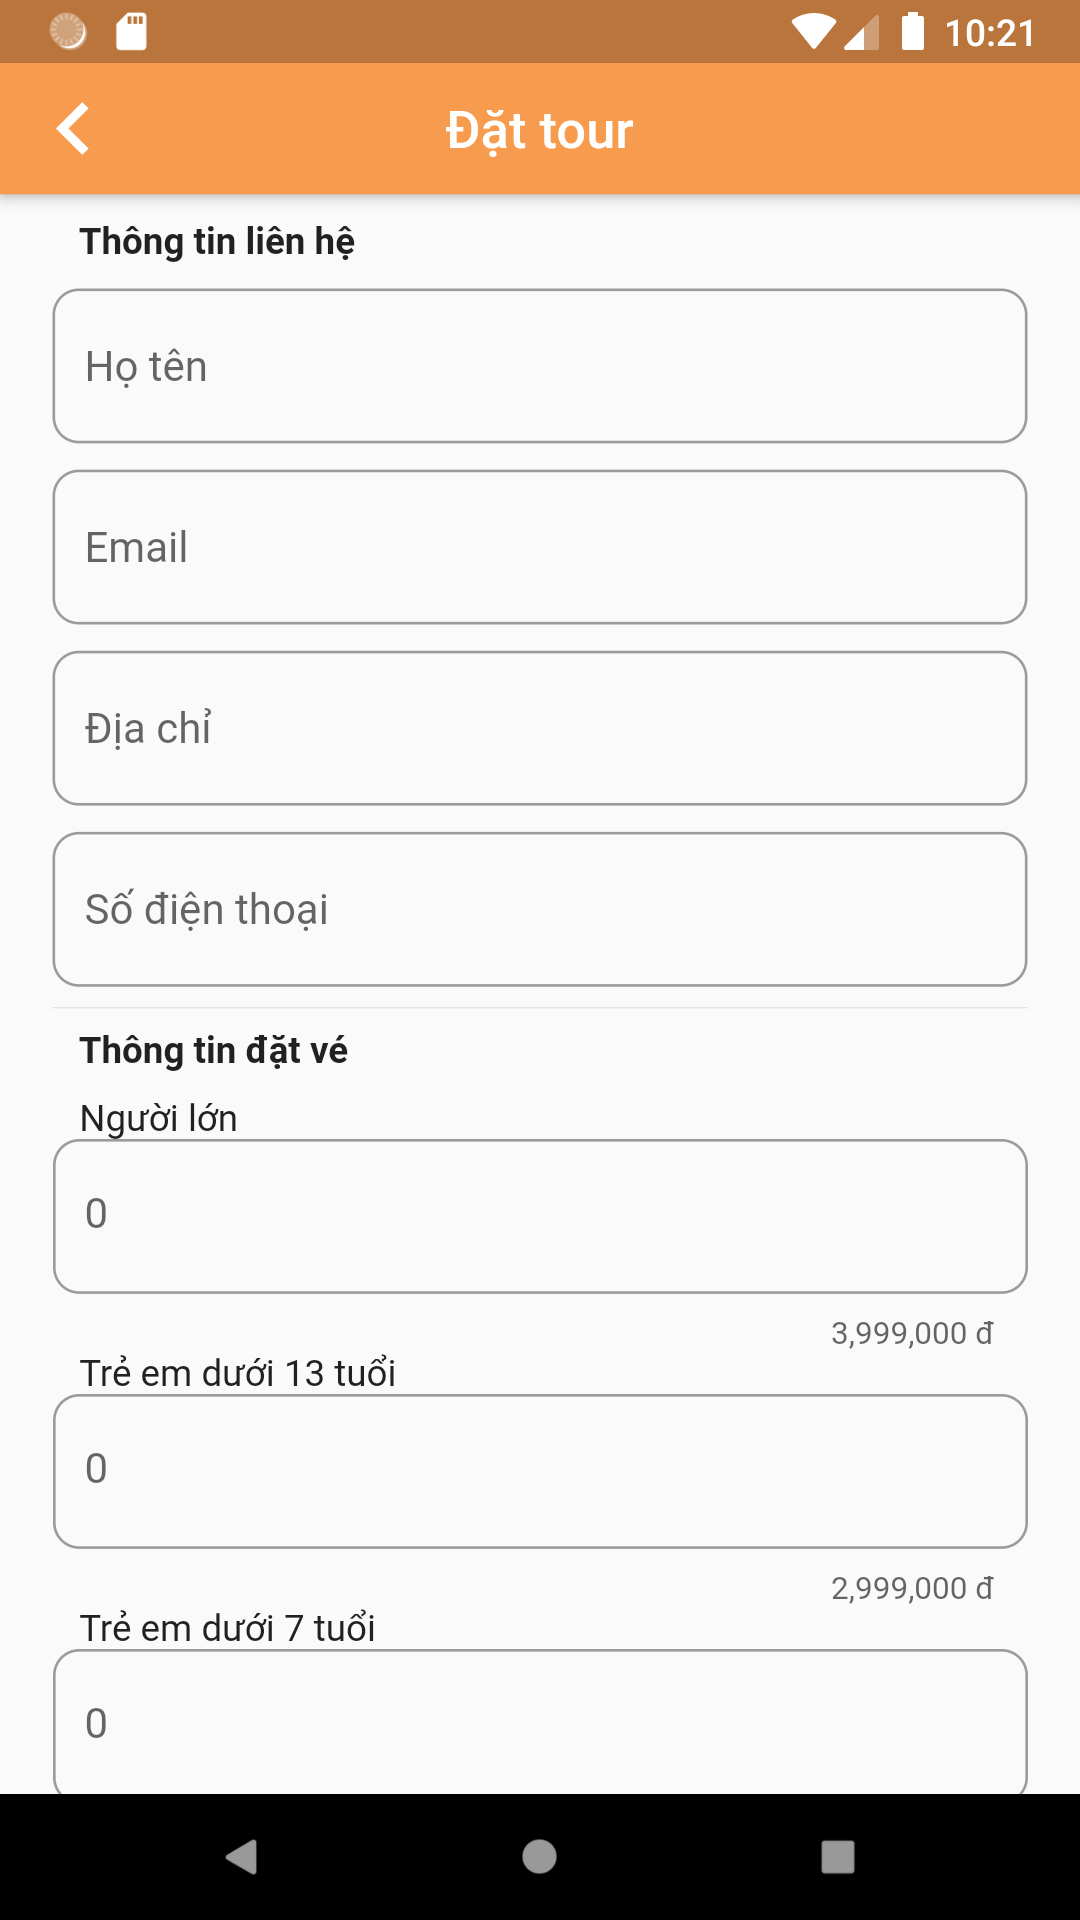 10:21
Đặt tour
Thông tin liên hệ
Họ tên
Email
Địa chỉ
Số điện thoại
Thông tin đặt vé
Người lớn
0
3,999,000 đ
Trẻ em dưới 13 tuổi
0
2,999,000 đ
Trẻ em dưới 7 tuổi
0